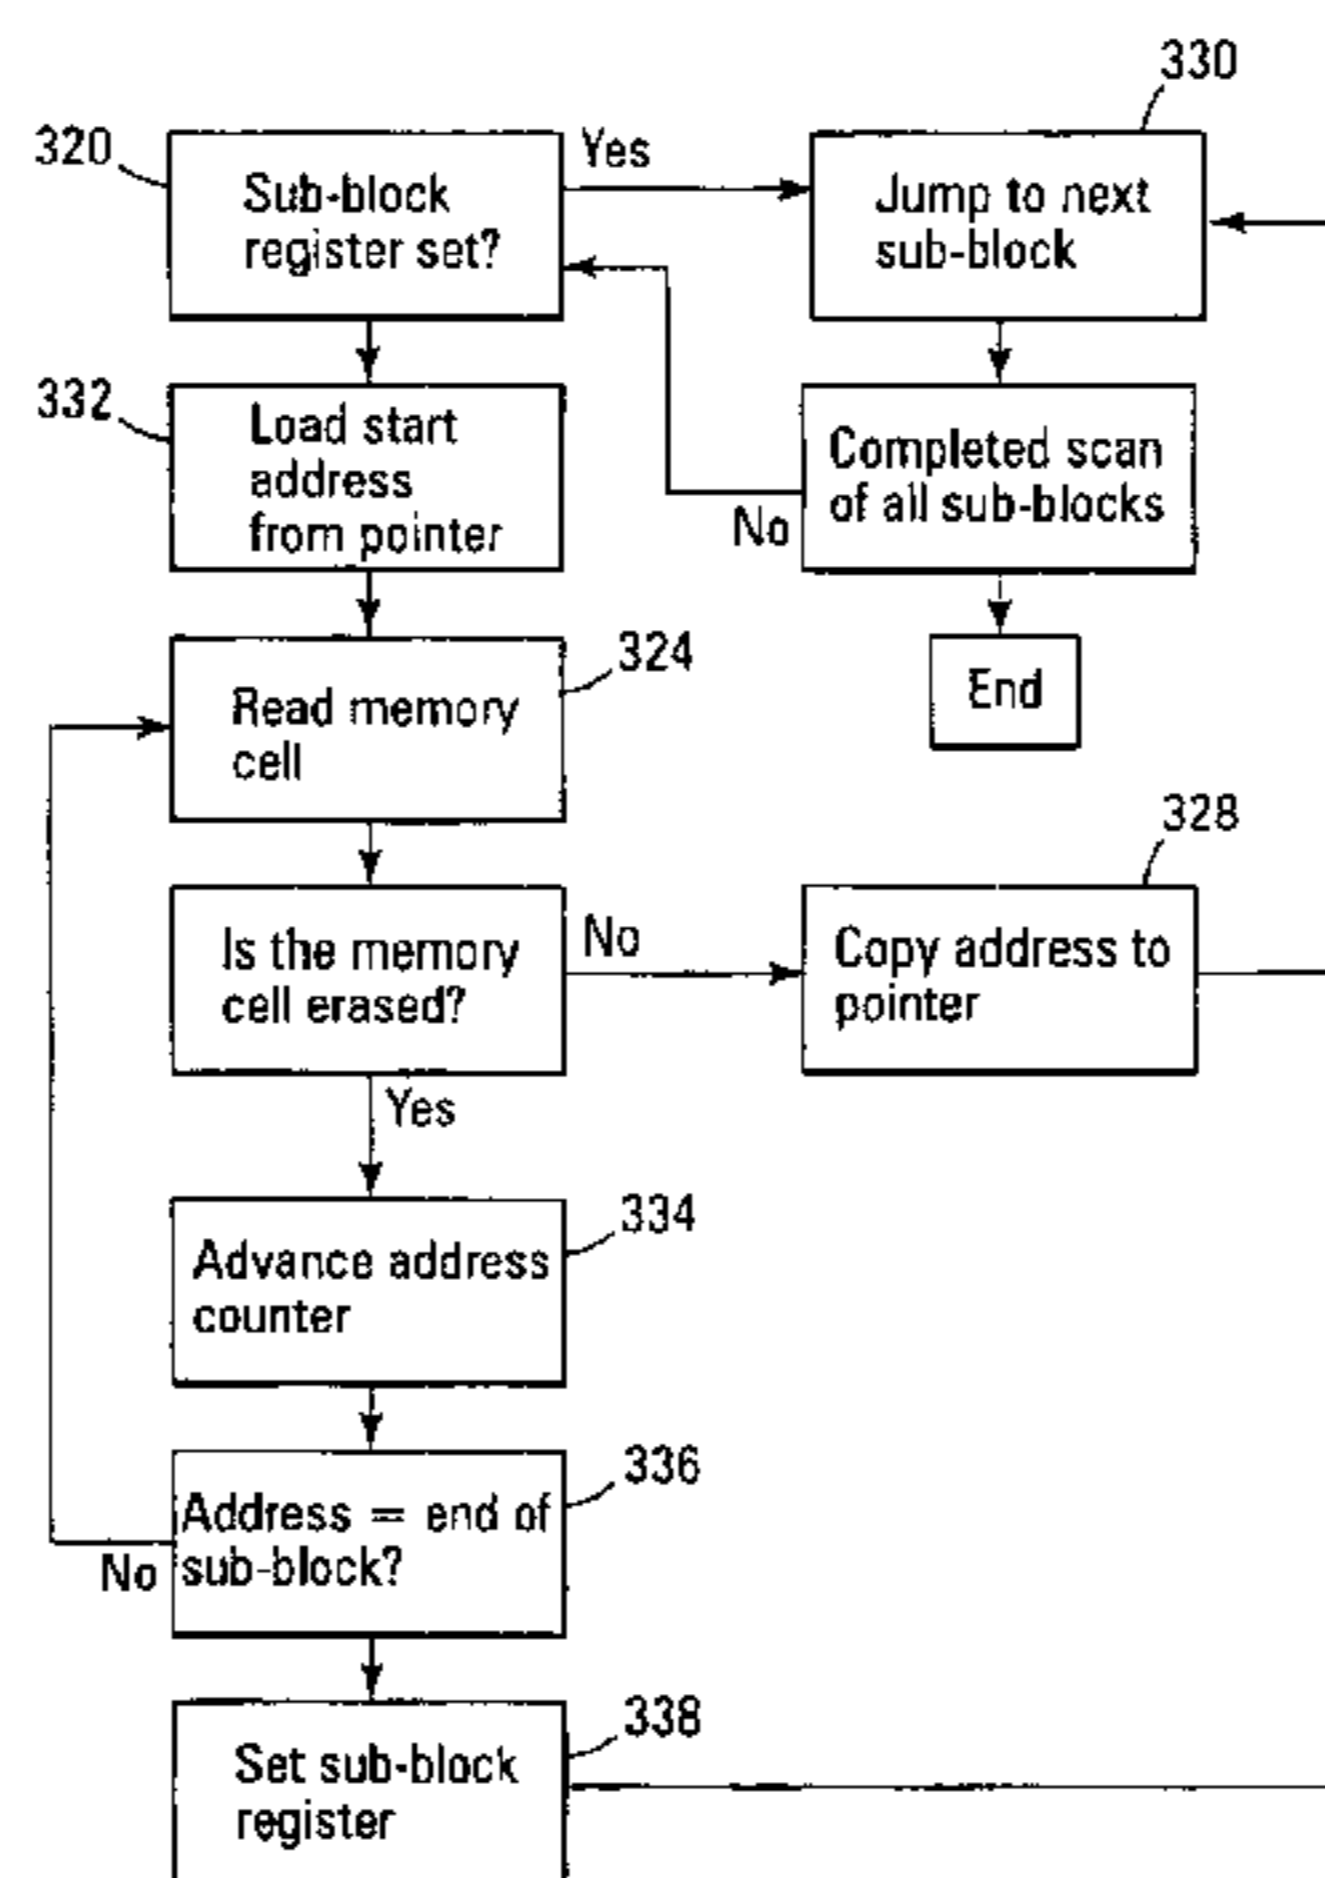 330
320
Yes
Sub-block
register set?
Jump to next
sub-block
332
Load start
address
from pointer
Completed scan
of all sub-blocks
No
324
Read memory
cell
End
328
Is the memory
cell erased?
No
Copy address to
pointer
Yes
334
Advance address
counter
336
Address = end of
sub-block?
No
338
Set sub-block
register